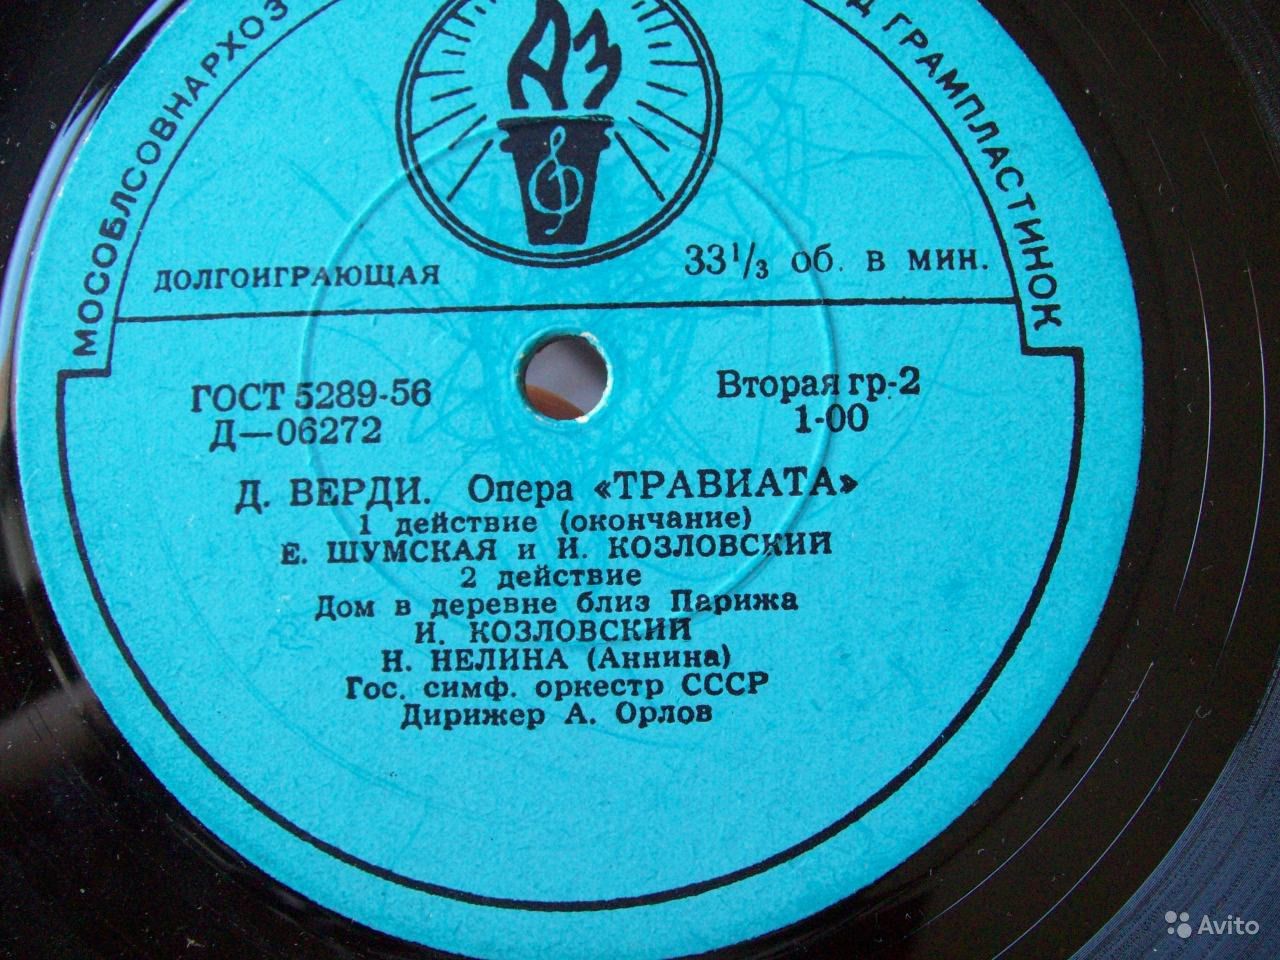 МОСОБЛСОВНАРХОЗ
ГРАМПЛАСТИНОК
АЗ
ДОЛГОИГРАЮЩАЯ
33 1/3 об. в мин.
ГОСТ 5289-56
Д—06272
Вторая гр-2
1-00
Д. ВЕРДИ. Опера «ТРАВИАТА»
1 действие (окончание)
Е. ШУМСКАЯ и И. КОЗЛОВСКИЙ
2 действие
Дом в деревне близ Парижа
И. КОЗЛОВСКИЙ
Н. НЕЛИНА (Аннина)
Гос. симф. оркестр СССР
Дирижер А. Орлов
Avito